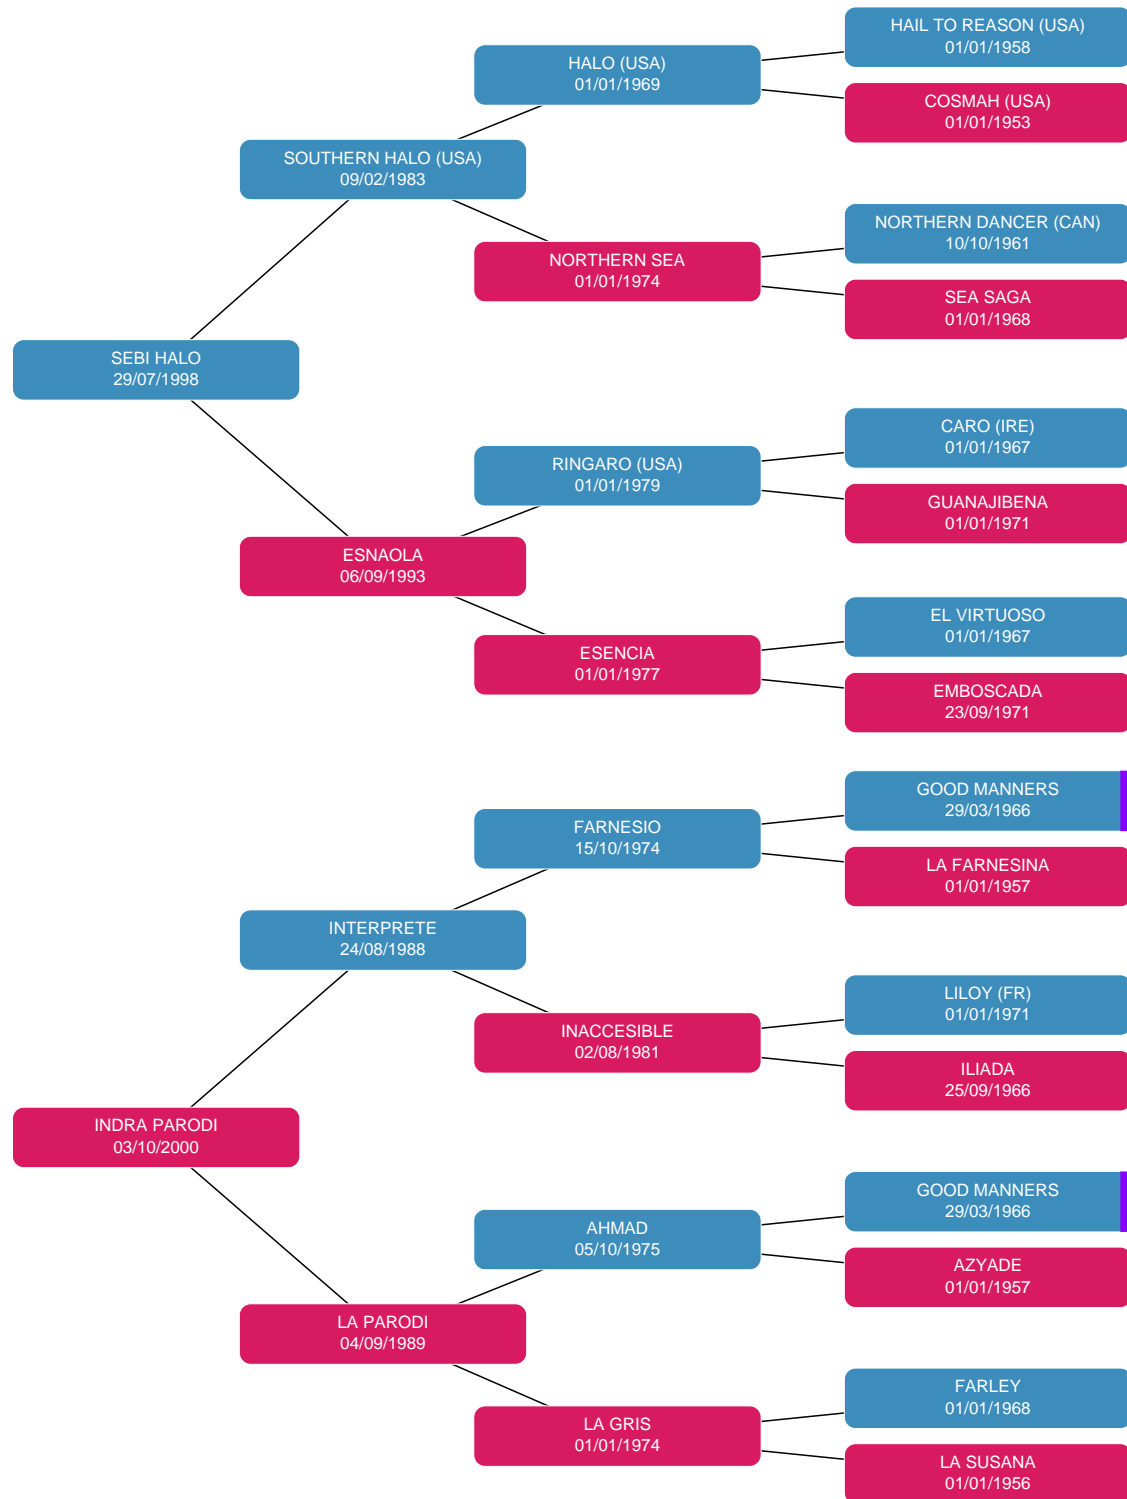 HAIL TO REASON (USA)
01/01/1958
HALO (USA)
01/01/1969
COSMAH (USA)
01/01/1953
SOUTHERN HALO (USA)
09/02/1983
NORTHERN DANCER (CAN)
10/10/1961
NORTHERN SEA
01/01/1974
SEA SAGA
01/01/1968
SEBI HALO
29/07/1998
CARO (IRE)
01/01/1967
RINGARO (USA)
01/01/1979
GUANAJIBENA
01/01/1971
ESNAOLA
06/09/1993
EL VIRTUOSO
01/01/1967
ESENCIA
01/01/1977
EMBOSCADA
23/09/1971
GOOD MANNERS
29/03/1966
FARNESIO
15/10/1974
LA FARNESINA
01/01/1957
INTERPRETE
24/08/1988
LILOY (FR)
01/01/1971
INACCESIBLE
02/08/1981
ILIADA
25/09/1966
INDRA PARODI
03/10/2000
GOOD MANNERS
29/03/1966
AHMAD
05/10/1975
AZYADE
01/01/1957
LA PARODI
04/09/1989
FARLEY
01/01/1968
LA GRIS
01/01/1974
LA SUSANA
01/01/1956